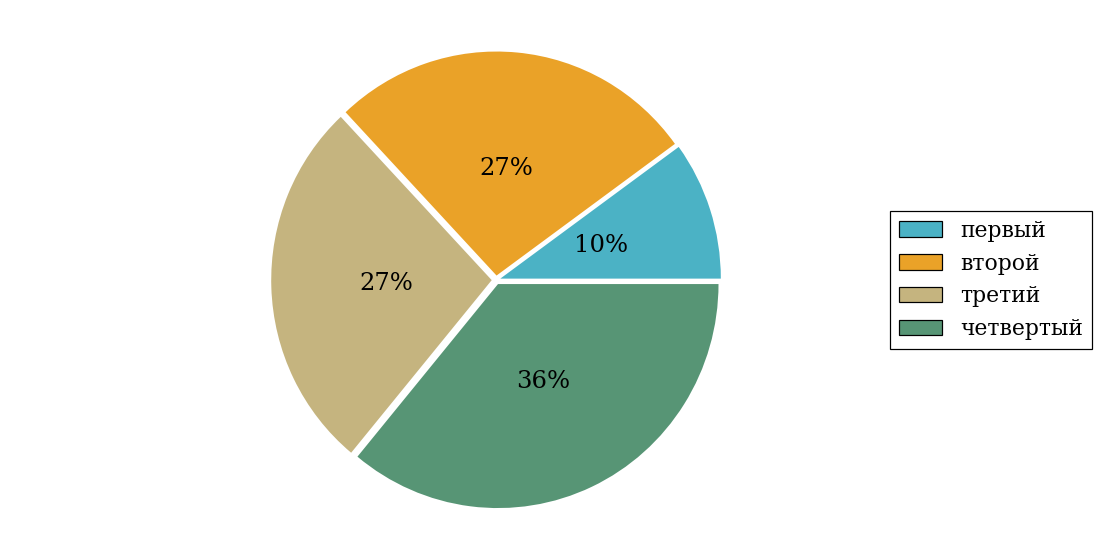 27%
10%
27%
36%
первый
второй
третий
четвертый